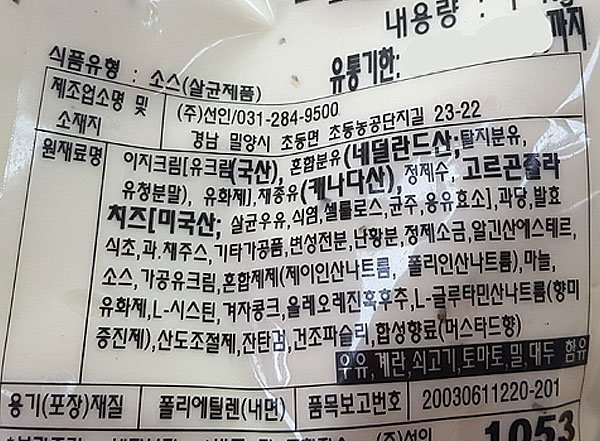 내용량 :
식품유형 : 소스(살균제품)
유통기한: 까지
제조업소명 및 소재지
(주)선인/031-284-9500
경남 밀양시 초동면 초동농공단지길 23-22
원재료명
이지크림[유크림(국산), 혼합분유(네덜란드산;탈지분유,
유청분말), 유화제],채종유(캐나다산),정제수, 고르곤졸라
치즈[미국산; 살균우유,식염,셀룰로스,균주,응유효소],과당,발효
식초,과.채주스,기타가공품,변성전분,난황분,정제소금,알긴산에스테르,
소스,가공유크림,혼합제제(제이인산나트륨, 폴리인산나트륨),마늘,
유화제,L-시스틴,겨자콩크,올레오레진흑후추,L-글루타민산나트륨(향미
증진제),산도조절제,잔탄검,건조파슬리,합성향료(머스타드향)
우유,계란,쇠고기,토마토,밀,대두 함유
용기(포장)재질 폴리에틸렌(내면) 품목보고번호 20030611220-201
(주)선인 1053